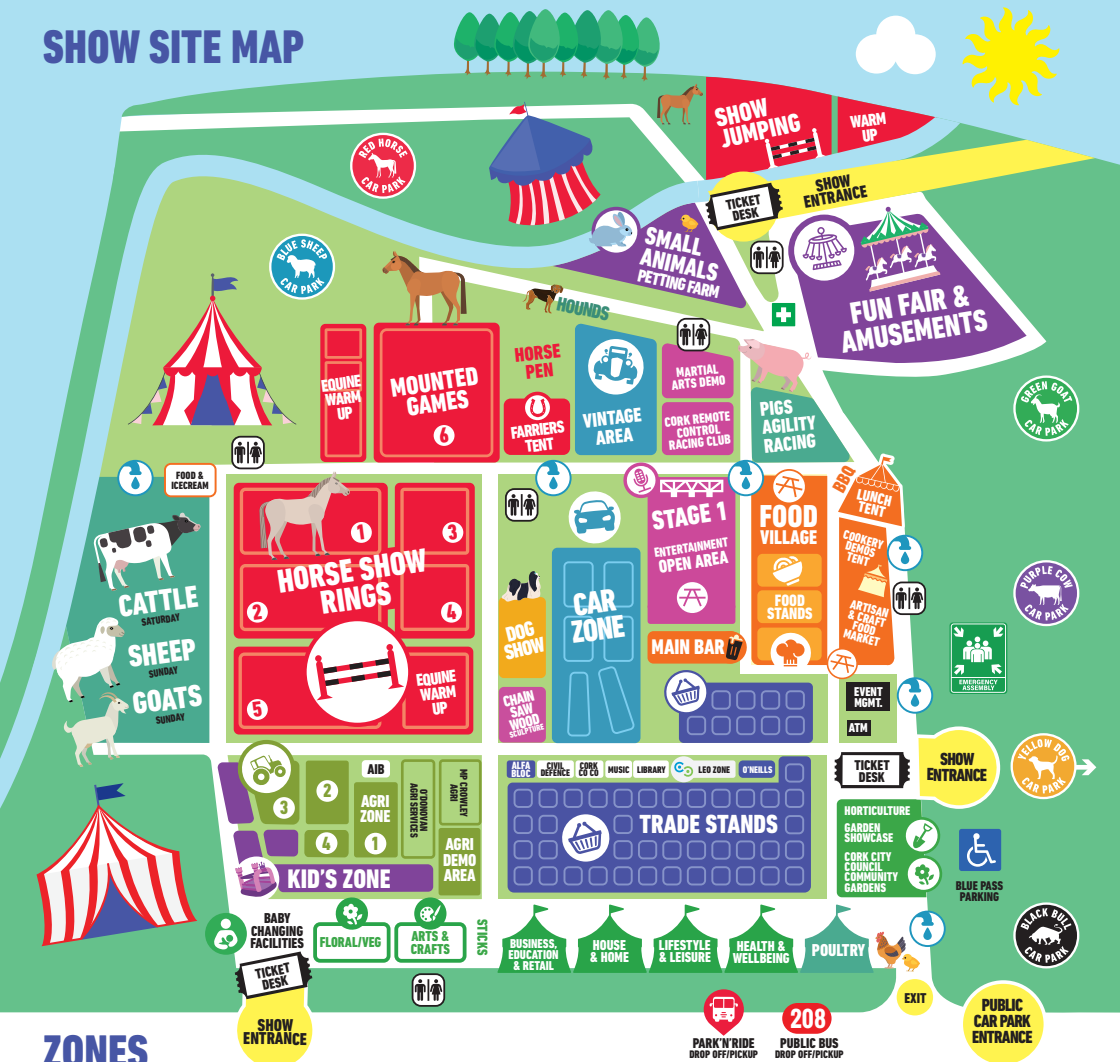 SHOW SITE MAP
SHOW
JUMPING
WARM
UP
RED HORSE
CAR PARK
TICKET
DESK
SHOW
ENTRANCE
BLUE SHEEP
CAR PARK
SMALL
ANIMALS
PETTING FARM
FUN FAIR &
AMUSEMENTS
HOUNDS
EQUINE
WARM
UP
MOUNTED
GAMES
6
HORSE
PEN
FARRIERS
TENT
VINTAGE
AREA
MARTIAL
ARTS DEMO
CORK REMOTE
CONTROL
RACING CLUB
PIGS
AGILITY
RACING
GREEN GOAT
CAR PARK
FOOD &
ICECREAM
BBQ
LUNCH
TENT
1
3
HORSE SHOW
RINGS
2
4
5
EQUINE
WARM
UP
CATTLE
SATURDAY
SHEEP
SUNDAY
GOATS
SUNDAY
DOG
SHOW
CHAIN
SAW
WOOD
SCULPTURE
CAR
ZONE
STAGE 1
ENTERTAINMENT
OPEN AREA
MAIN BAR
FOOD
VILLAGE
FOOD
STANDS
COOKERY
DEMOS
TENT
ARTISAN
& CRAFT
FOOD
MARKET
PURPLE COW
CAR PARK
EMERGENCY
ASSEMBLY
EVENT
MGMT.
ATM
TICKET
DESK
SHOW
ENTRANCE
YELLOW DOG
CAR PARK
3
2
4
AIB
AGRI
ZONE
1
O'DONOVAN
AGRI SERVICES
MP CROWLEY
AGRI
AGRI
DEMO
AREA
KID'S ZONE
ALFA
BLOC
CIVIL
DEFENCE
CORK
CO CO
MUSIC
LIBRARY
LEO ZONE
O'NEILLS
TRADE STANDS
HORTICULTURE
GARDEN
SHOWCASE
CORK CITY
COUNCIL
COMMUNITY
GARDENS
BLUE PASS
PARKING
BABY
CHANGING
FACILITIES
FLORAL/VEG
ARTS &
CRAFTS
STICKS
BUSINESS,
EDUCATION
& RETAIL
HOUSE
& HOME
LIFESTYLE
& LEISURE
HEALTH &
WELLBEING
POULTRY
BLACK BULL
CAR PARK
TICKET
DESK
SHOW
ENTRANCE
EXIT
PUBLIC
CAR PARK
ENTRANCE
PARK'N'RIDE
DROP OFF/PICKUP
208
PUBLIC BUS
DROP OFF/PICKUP
ZONES